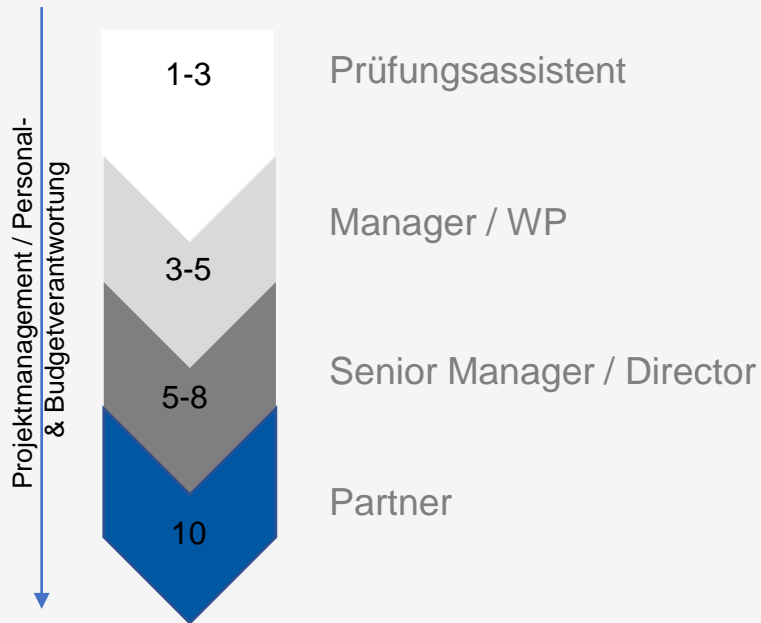 Projektmanagement / Personal-
& Budgetverantwortung
1-3
Prüfungsassistent
3-5
Manager / WP
5-8
Senior Manager / Director
10
Partner